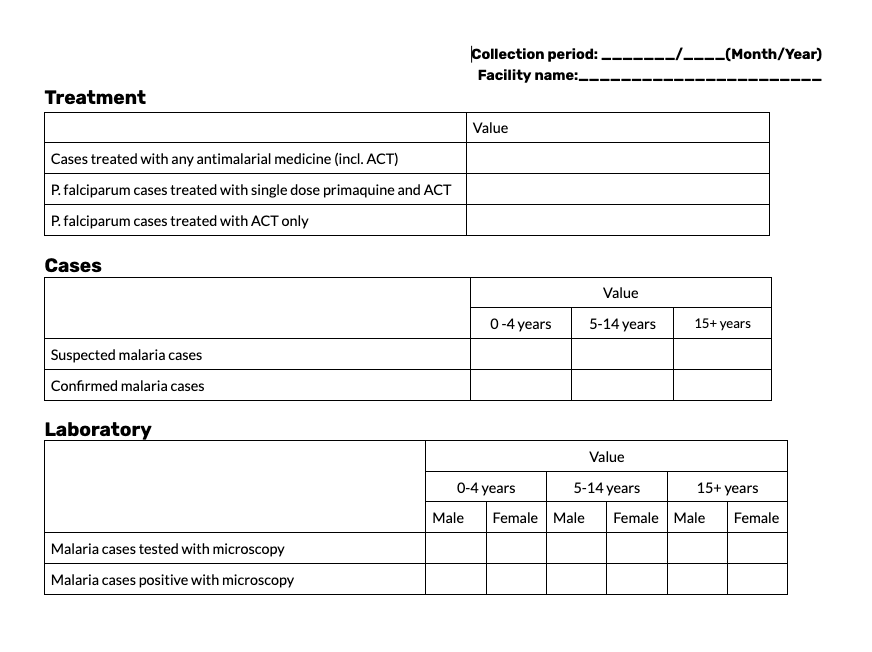 Collection period: _______/____(Month/Year)
Facility name:_______________________
Treatment
Value
Cases treated with any antimalarial medicine (incl. ACT)
P. falciparum cases treated with single dose primaquine and ACT
P. falciparum cases treated with ACT only
Cases
Value
0 -4 years 5-14 years 15+ years
Suspected malaria cases
Confirmed malaria cases
Laboratory
Value
0-4 years 5-14 years 15+ years
Male Female Male Female Male Female
Malaria cases tested with microscopy
Malaria cases positive with microscopy